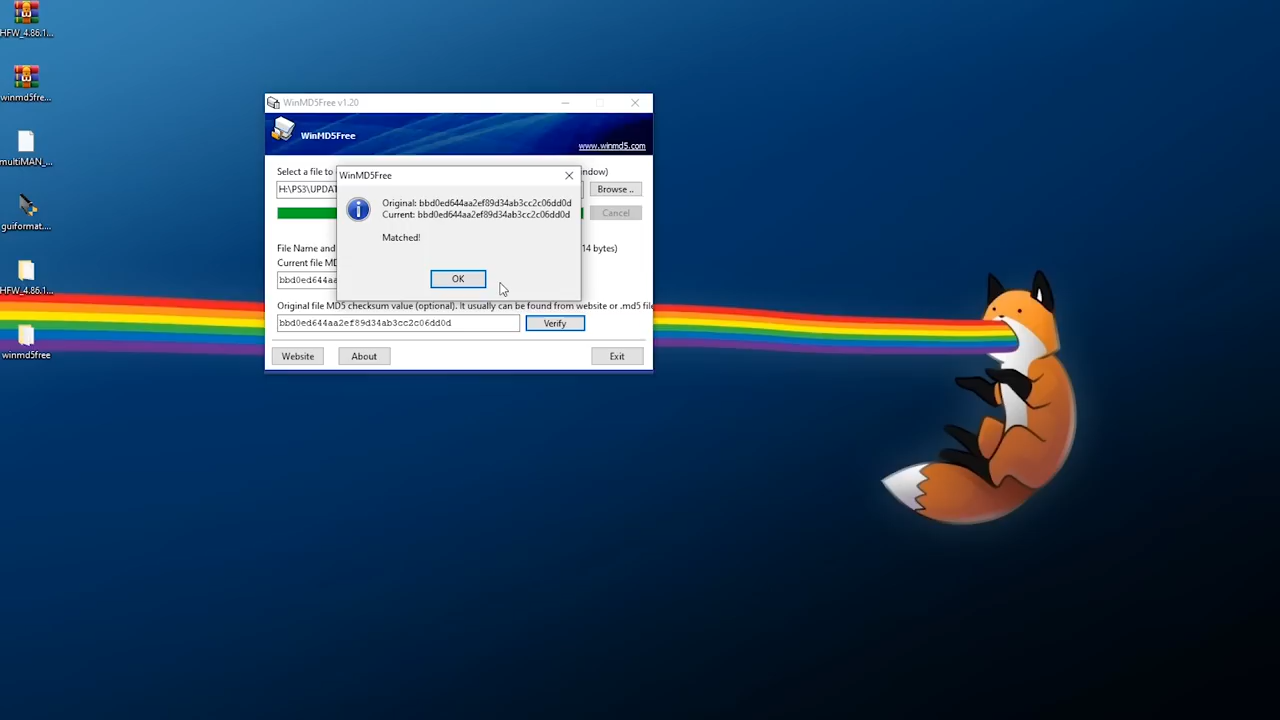 HFW_4.86.1...
winmd5fre...
multiMAN_...
guiformat....
HFW_4.86.1...
winmd5free
WinMD5Free v1.20
WinMD5Free
www.winmd5.com
Select a file to
ndow)
H:\PS3\UPDAT
Browse ..
Cancel
File Name and
14 bytes)
Current file MD
bbd0ed644aa
WinMD5Free
Original: bbd0ed644aa2ef89d34ab3cc2c06dd0d
Current: bbd0ed644aa2ef89d34ab3cc2c06dd0d
Matched!
OK
Original file MD5 checksum value (optional). It usually can be found from website or .md5 file
bbd0ed644aa2ef89d34ab3cc2c06dd0d
Verify
Website
About
Exit